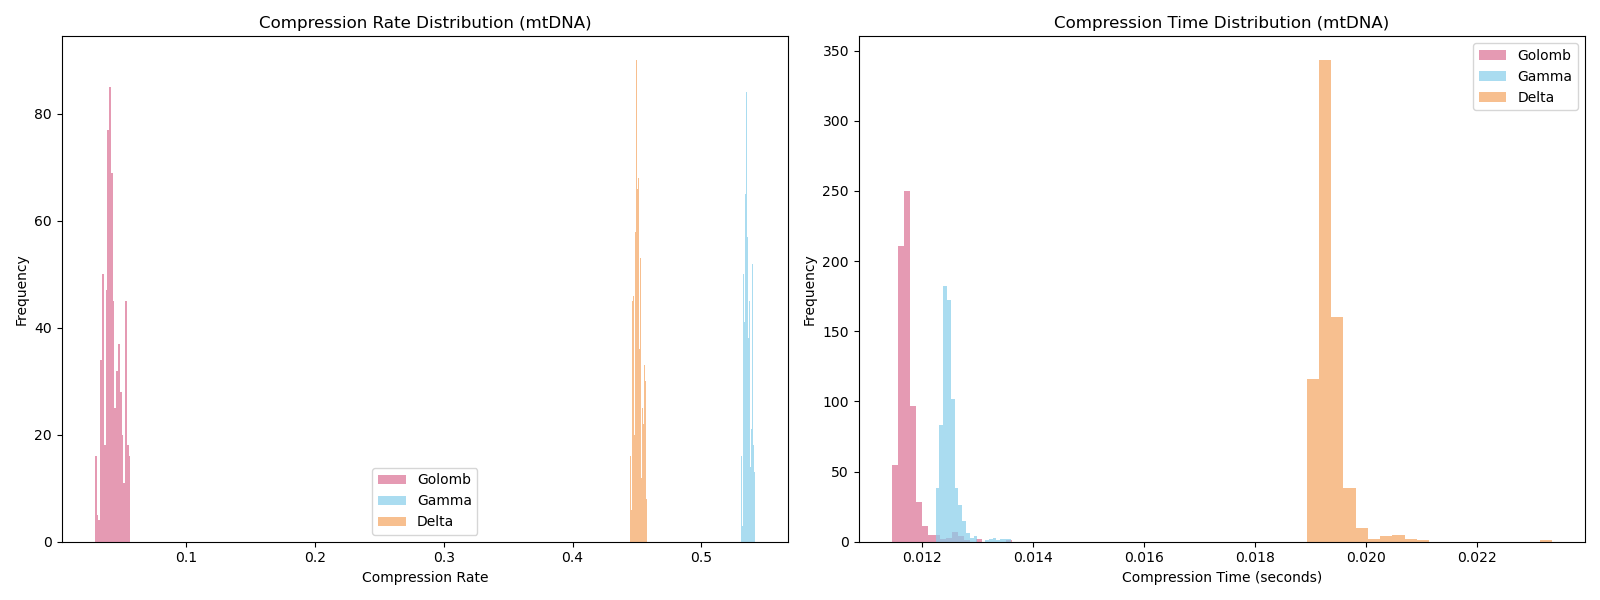 Compression Rate Distribution (mtDNA)
Frequency
80
60
40
20
0
0.1 0.2 0.3 0.4 0.5
Compression Rate
Golomb
Gamma
Delta
Compression Time Distribution (mtDNA)
Frequency
350
300
250
200
150
100
50
0
0.012 0.014 0.016 0.018 0.020 0.022
Compression Time (seconds)
Golomb
Gamma
Delta